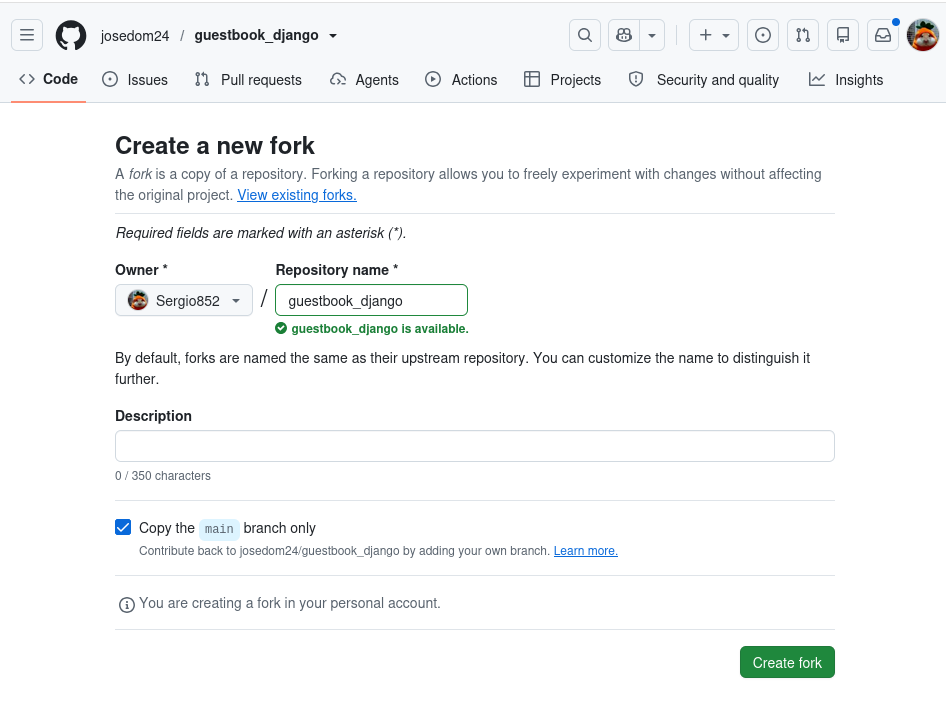 josedom24 / guestbook_django
Code Issues Pull requests Agents Actions Projects Security and quality Insights
Create a new fork
A fork is a copy of a repository. Forking a repository allows you to freely experiment with changes without affecting
the original project. View existing forks.
Required fields are marked with an asterisk (*).
Owner * Repository name *
Sergio852 / guestbook_django
guestbook_django is available.
By default, forks are named the same as their upstream repository. You can customize the name to distinguish it
further.
Description
0 / 350 characters
Copy the main branch only
Contribute back to josedom24/guestbook_django by adding your own branch. Learn more.
You are creating a fork in your personal account.
Create fork